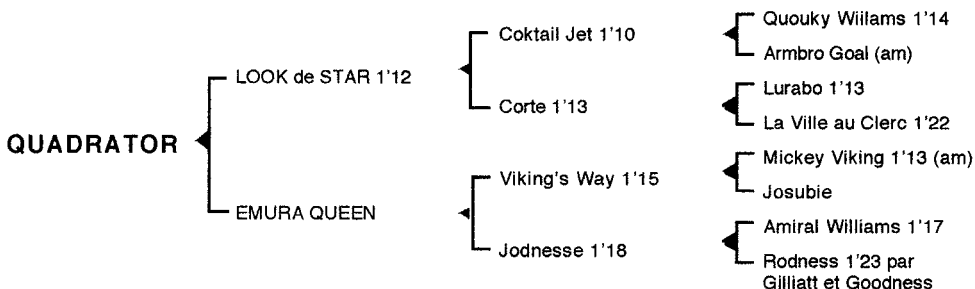 QUADRATOR
LOOK de STAR 1'12
EMURA QUEEN
Coktail Jet 1'10
Corte 1'13
Viking's Way 1'15
Jodnesse 1'18
Quouky Wiilams 1'14
Armbro Goal (am)
Lurabo 1'13
La Ville au Clerc 1'22
Mickey Viking 1'13 (am)
Josubie
Amiral Williams 1'17
Rodness 1'23 par
Gilliatt et Goodness